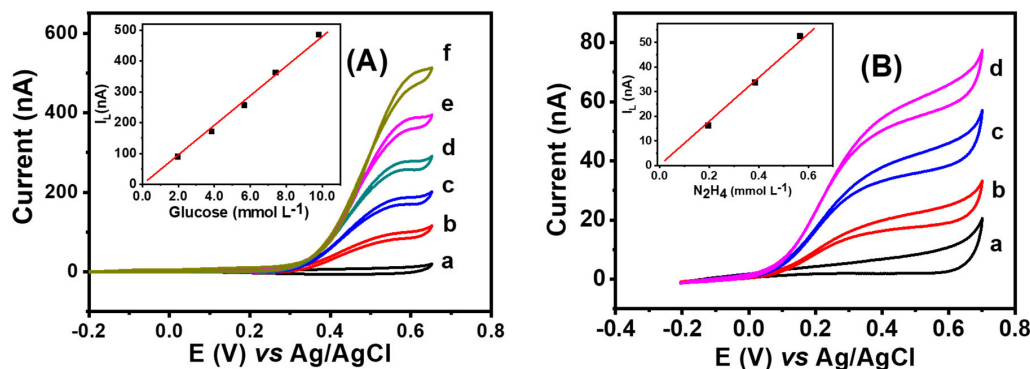 (A)
Current (nA)
600
400
200
0
-0.2
0.0
0.2
0.4
0.6
0.8
E (V) vs Ag/AgCl
f
e
d
c
b
a
I_L(nA)
500
400
300
200
100
0
0.0
2.0
4.0
6.0
8.0
10.0
Glucose (mmol L-1)
(B)
Current (nA)
80
60
40
20
0
-0.4
-0.2
0.0
0.2
0.4
0.6
0.8
E (V) vs Ag/AgCl
d
c
b
a
I_L(nA)
60
50
40
30
20
10
0
0.0
0.2
0.4
0.6
N₂H₄ (mmol L-1)